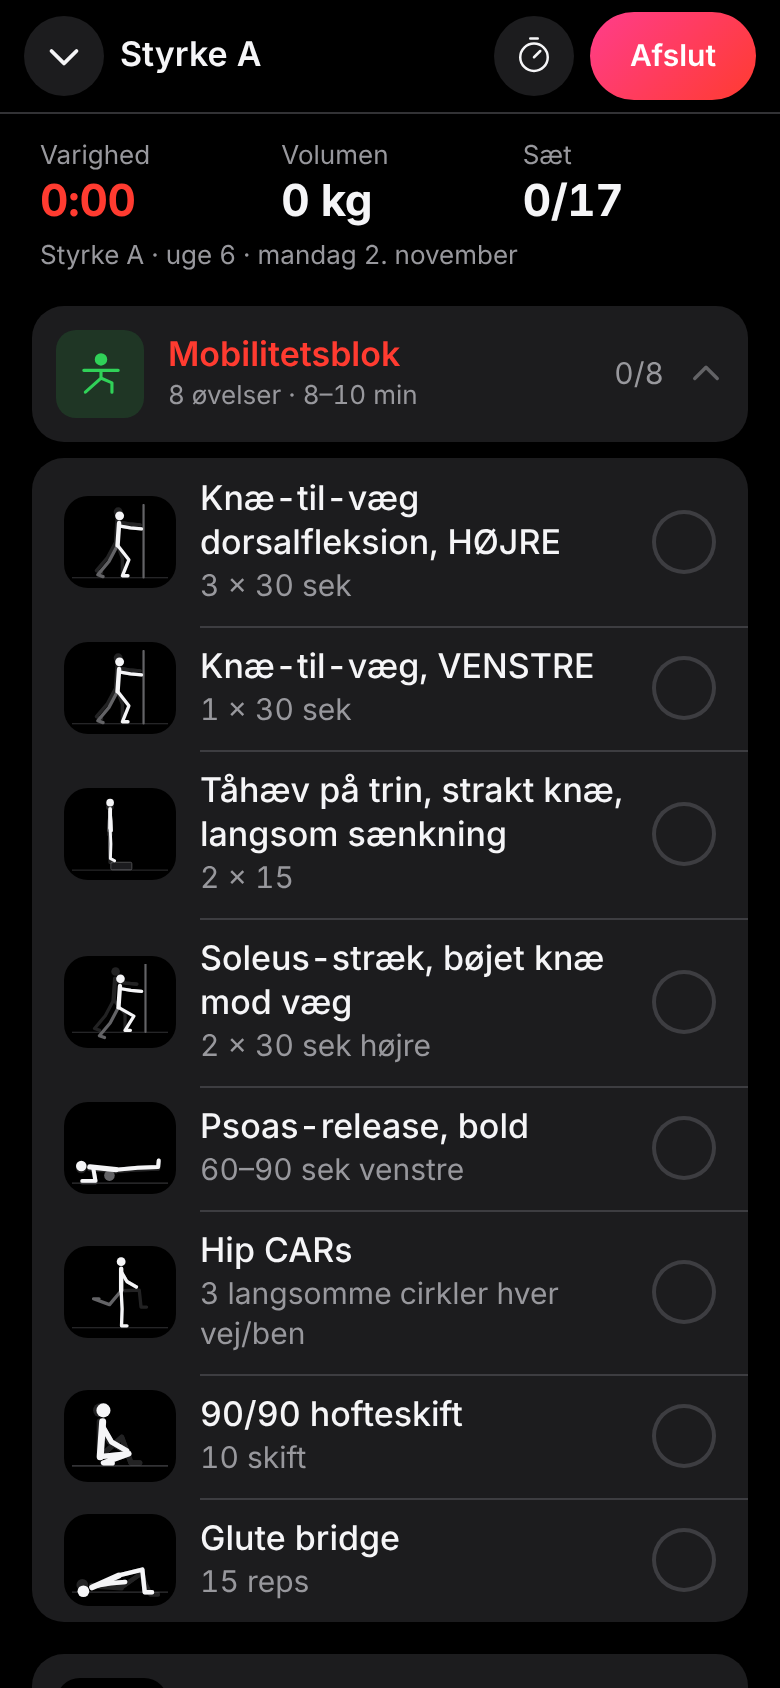 Styrke A
Afslut
Varighed
Volumen
Sæt
0:00
0 kg
0/17
Styrke A · uge 6 · mandag 2. november
Mobilitetsblok
8 øvelser · 8–10 min
0/8
Knæ-til-væg
dorsalfleksion, HØJRE
3 × 30 sek
Knæ-til-væg, VENSTRE
1 × 30 sek
Tåhæv på trin, strakt knæ,
langsom sænkning
2 × 15
Soleus-stræk, bøjet knæ
mod væg
2 × 30 sek højre
Psoas-release, bold
60–90 sek venstre
Hip CARs
3 langsomme cirkler hver
vej/ben
90/90 hofteskift
10 skift
Glute bridge
15 reps